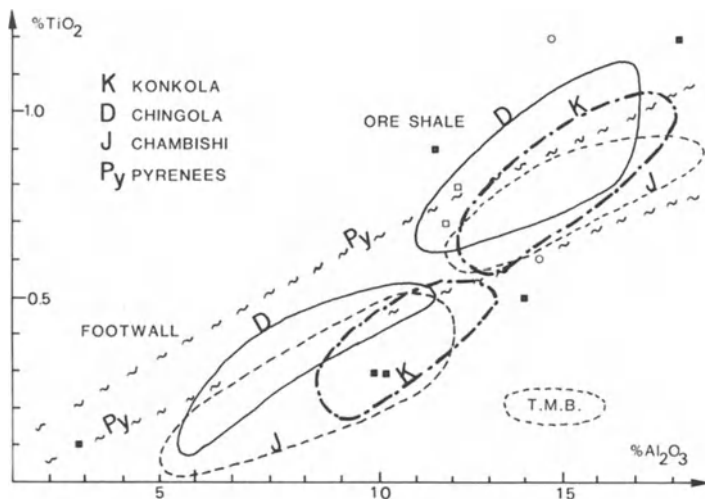 %TiO2
K KONKOLA
D CHINGOLA
J CHAMBISHI
Py PYRENEES
1.0
ORE SHALE
D
K
J
Py
0.5
FOOTWALL
D
K
Py
J
T.M.B.
%Al2O3
5
10
15